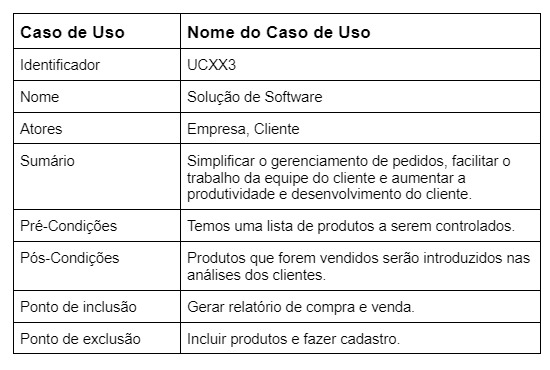 Caso de Uso Nome do Caso de Uso
Identificador UCXX3
Nome Solução de Software
Atores Empresa, Cliente
Sumário Simplificar o gerenciamento de pedidos, facilitar o
trabalho da equipe do cliente e aumentar a
produtividade e desenvolvimento do cliente.
Pré-Condições Temos uma lista de produtos a serem controlados.
Pós-Condições Produtos que forem vendidos serão introduzidos nas
análises dos clientes.
Ponto de inclusão Gerar relatório de compra e venda.
Ponto de exclusão Incluir produtos e fazer cadastro.